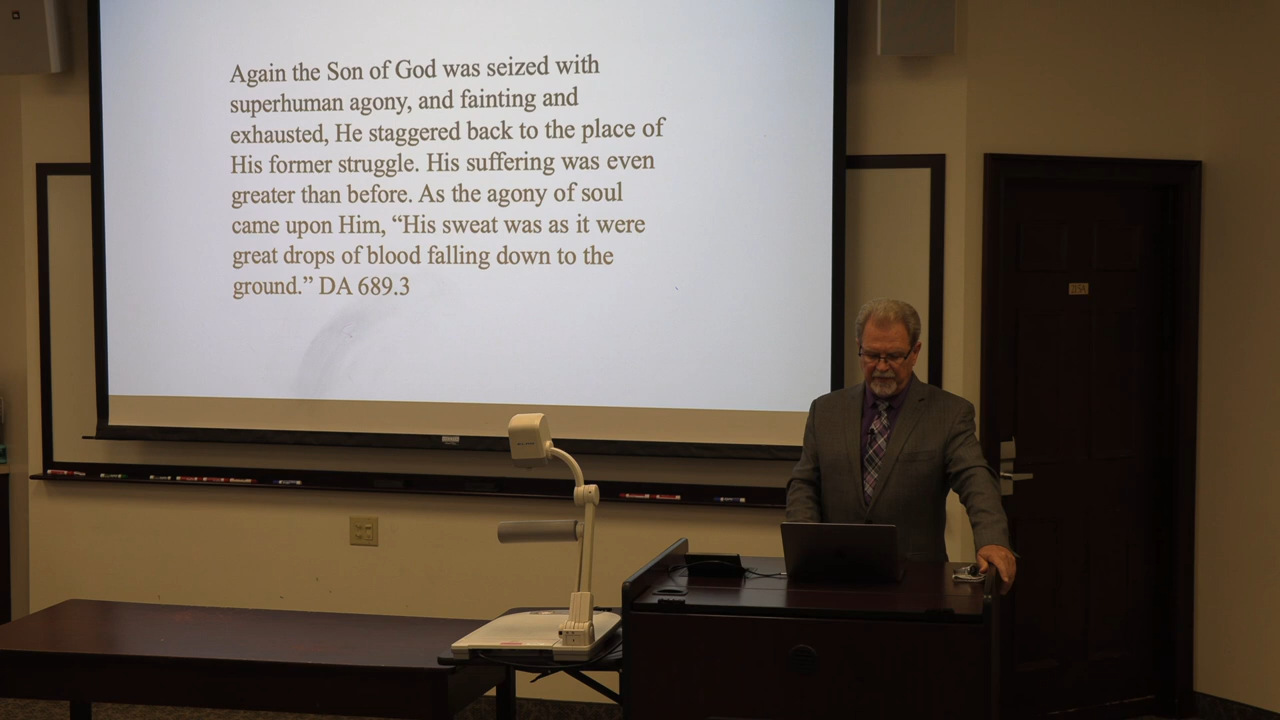 Again the Son of God was seized with
superhuman agony, and fainting and
exhausted, He staggered back to the place of
His former struggle. His suffering was even
greater than before. As the agony of soul
came upon Him, “His sweat was as it were
great drops of blood falling down to the
ground.” DA 689.3